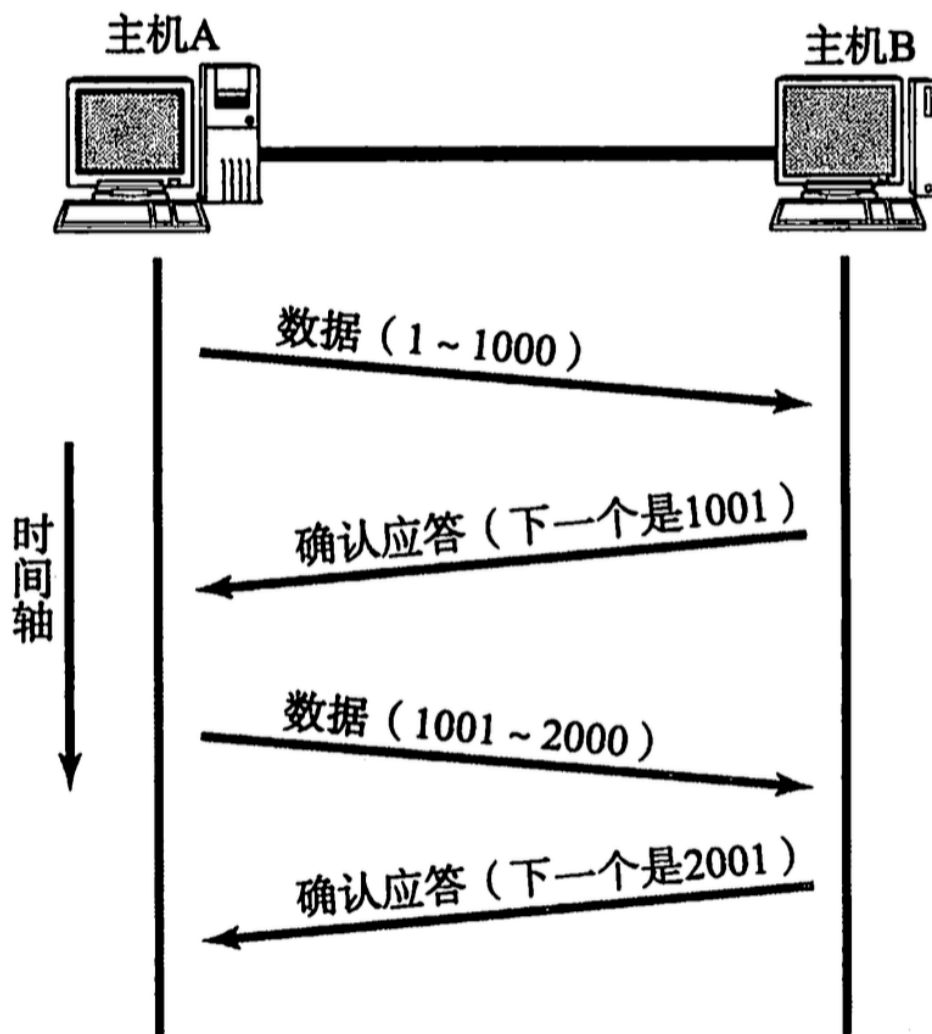 主机A
主机B
数据（1~1000）
确认应答（下一个是1001）
时间轴
数据（1001~2000）
确认应答（下一个是2001）